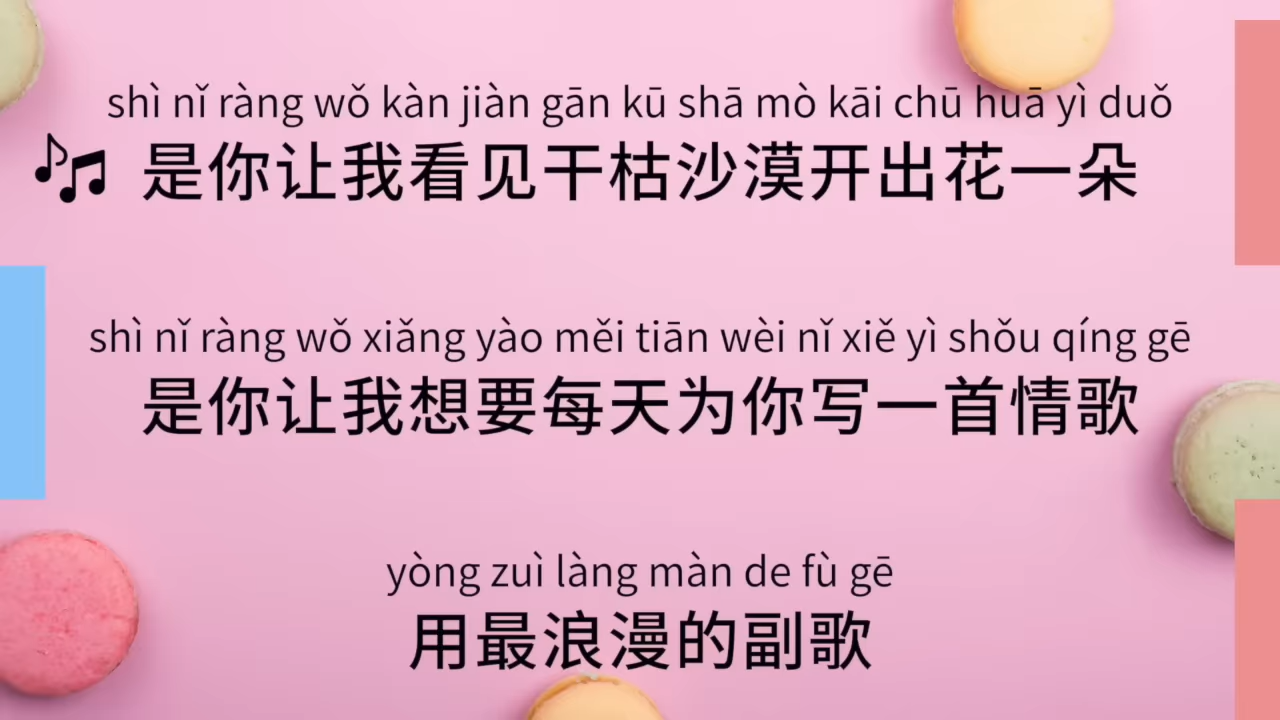 shì nǐ ràng wǒ kàn jiàn gān kū shā mò kāi chū huā yì duǒ
是你让我看见干枯沙漠开出花一朵
shì nǐ ràng wǒ xiǎng yào měi tiān wèi nǐ xiě yì shǒu qíng gē
是你让我想要每天为你写一首情歌
yòng zuì làng màn de fù gē
用最浪漫的副歌